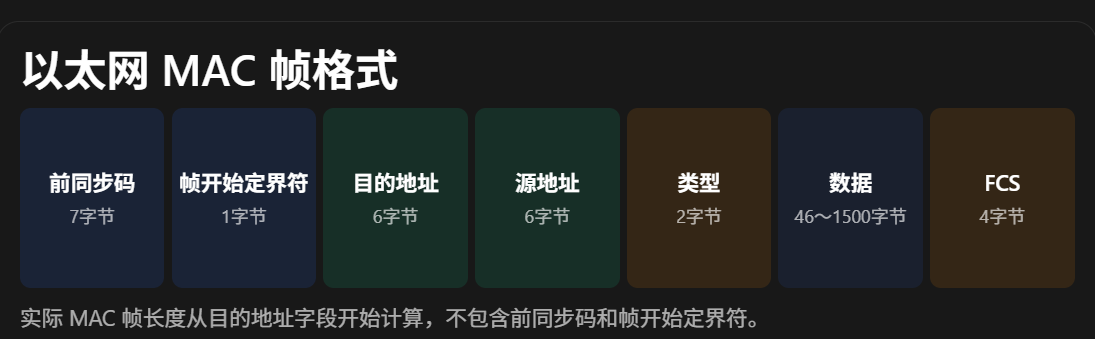 以太网 MAC 帧格式
前同步码 帧开始定界符 目的地址 源地址 类型 数据 FCS
7字节 1字节 6字节 6字节 2字节 46～1500字节 4字节
实际 MAC 帧长度从目的地址字段开始计算，不包含前同步码和帧开始定界符。